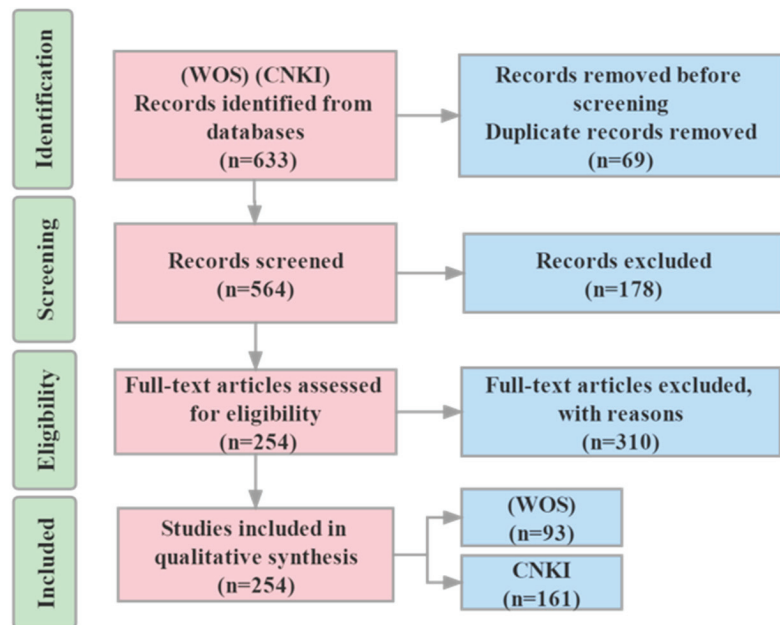 Identification
(WOS) (CNKI)
Records identified from
databases
(n=633)
Records removed before
screening
Duplicate records removed
(n=69)
Screening
Records screened
(n=564)
Records excluded
(n=178)
Eligibility
Full-text articles assessed
for eligibility
(n=254)
Full-text articles excluded,
with reasons
(n=310)
Included
Studies included in
qualitative synthesis
(n=254)
(WOS)
(n=93)
CNKI
(n=161)